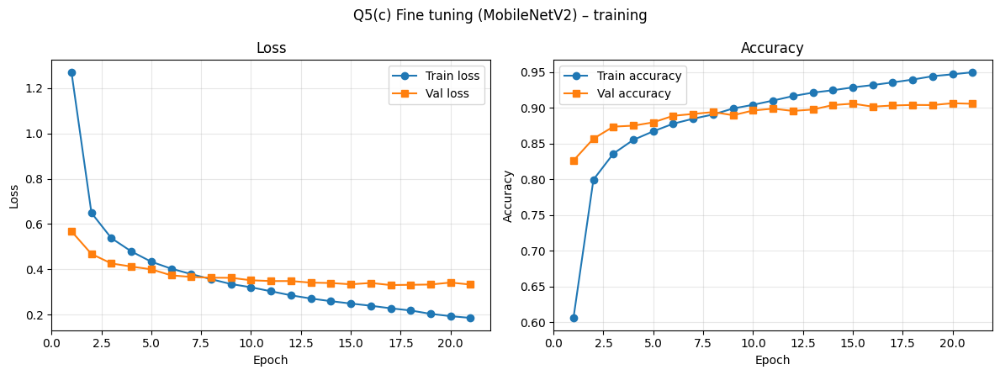 Q5(c) Fine tuning (MobileNetV2) – training
Loss
Train loss
Val loss
Loss
1.2
1.0
0.8
0.6
0.4
0.2
0.0 2.5 5.0 7.5 10.0 12.5 15.0 17.5 20.0
Epoch
Accuracy
Train accuracy
Val accuracy
Accuracy
0.95
0.90
0.85
0.80
0.75
0.70
0.65
0.60
0.0 2.5 5.0 7.5 10.0 12.5 15.0 17.5 20.0
Epoch